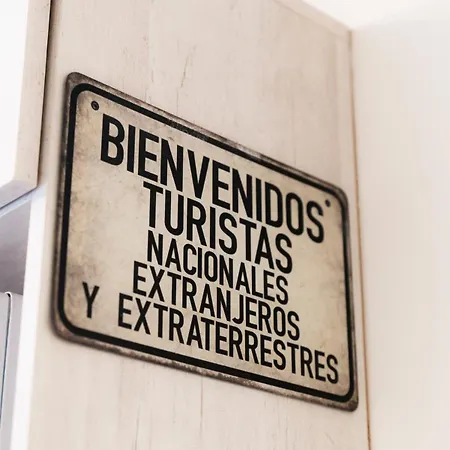 BIENVENIDOS
TURISTAS
NACIONALES
EXTRANJEROS
Y EXTRATERRESTRES